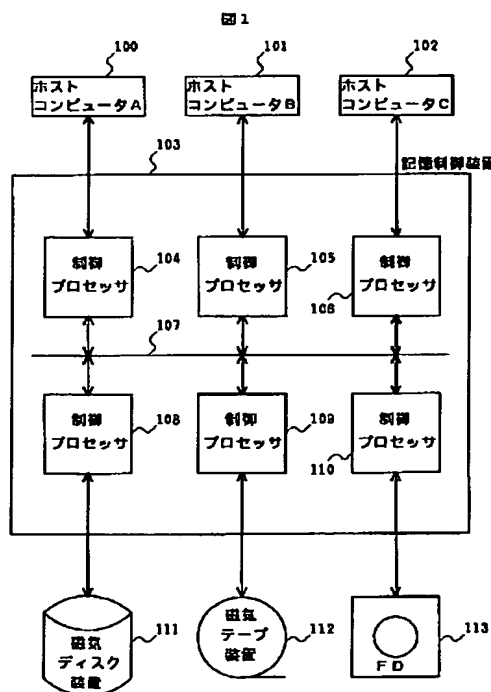 図1
100
101
102
ホスト
コンピュータA
ホスト
コンピュータB
ホスト
コンピュータC
103
記憶制御装置
制御
プロセッサ
104
制御
プロセッサ
105
制御
プロセッサ
106
107
制御
プロセッサ
108
制御
プロセッサ
109
制御
プロセッサ
110
磁気
ディスク
装置
111
磁気
テープ
装置
112
FD
113